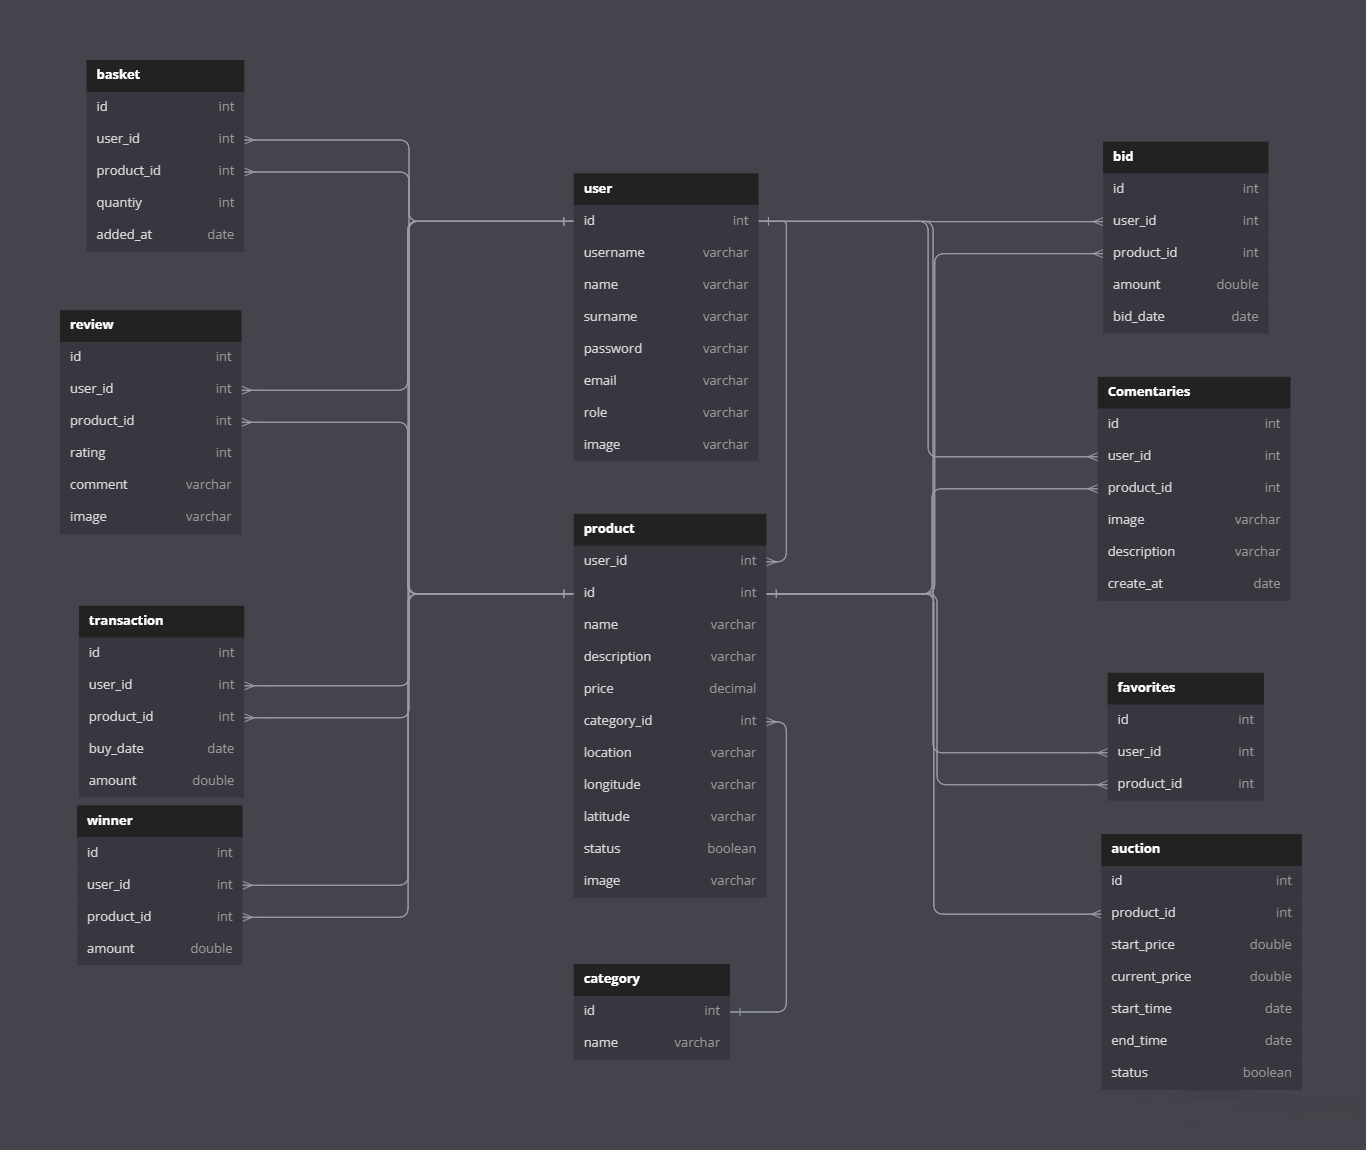 basket
id int
user_id int
product_id int
quantiy int
added_at date
review
id int
user_id int
product_id int
rating int
comment varchar
image varchar
transaction
id int
user_id int
product_id int
buy_date date
amount double
winner
id int
user_id int
product_id int
amount double
user
id int
username varchar
name varchar
surname varchar
password varchar
email varchar
role varchar
image varchar
product
user_id int
id int
name varchar
description varchar
price decimal
category_id int
location varchar
longitude varchar
latitude varchar
status boolean
image varchar
category
id int
name varchar
bid
id int
user_id int
product_id int
amount double
bid_date date
Comentaries
id int
user_id int
product_id int
image varchar
description varchar
create_at date
favorites
id int
user_id int
product_id int
auction
id int
product_id int
start_price double
current_price double
start_time date
end_time date
status boolean